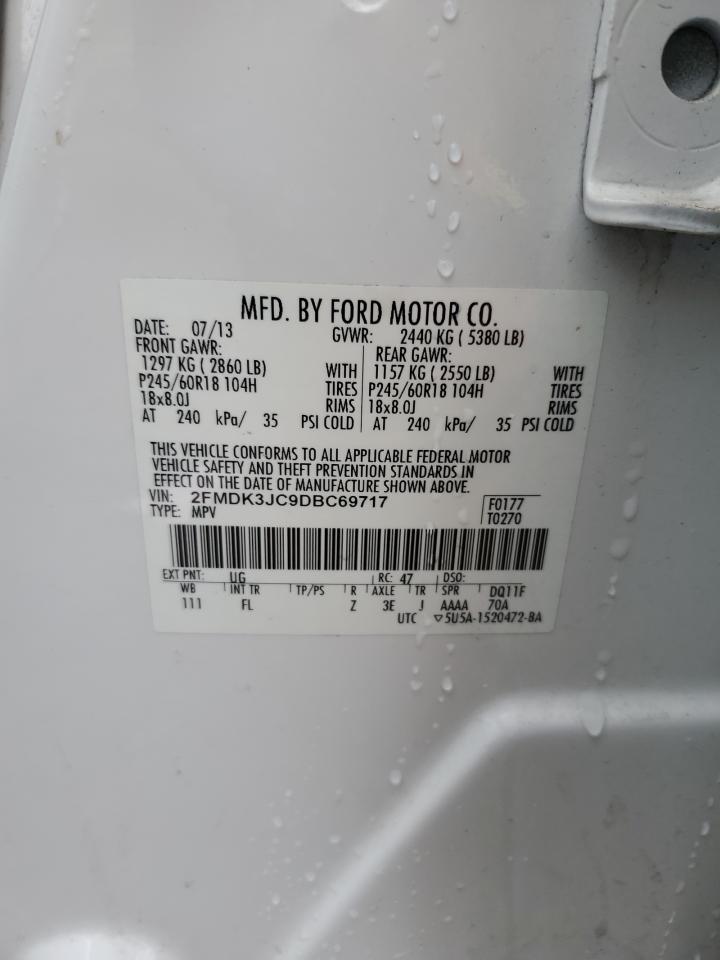 MFD. BY FORD MOTOR CO.
DATE: 07/13 GVWR: 2440 KG ( 5380 LB)
FRONT GAWR: REAR GAWR:
1297 KG ( 2860 LB) WITH 1157 KG ( 2550 LB) WITH
P245/60R18 104H TIRES P245/60R18 104H TIRES
18x8.0J RIMS 18x8.0J RIMS
AT 240 kPa/ 35 PSI COLD AT 240 kPa/ 35 PSI COLD
THIS VEHICLE CONFORMS TO ALL APPLICABLE FEDERAL MOTOR
VEHICLE SAFETY AND THEFT PREVENTION STANDARDS IN
EFFECT ON THE DATE OF MANUFACTURE SHOWN ABOVE.
VIN: 2FMDK3JC9DBC69717 F0177
TYPE: MPV T0270
EXT PNT: UG RC: 47 DSO:
WB INT TR TP/PS R AXLE TR SPR DQ11F
111 FL Z 3E J AAAA 70A
UTC ▽5U5A-1520472-BA